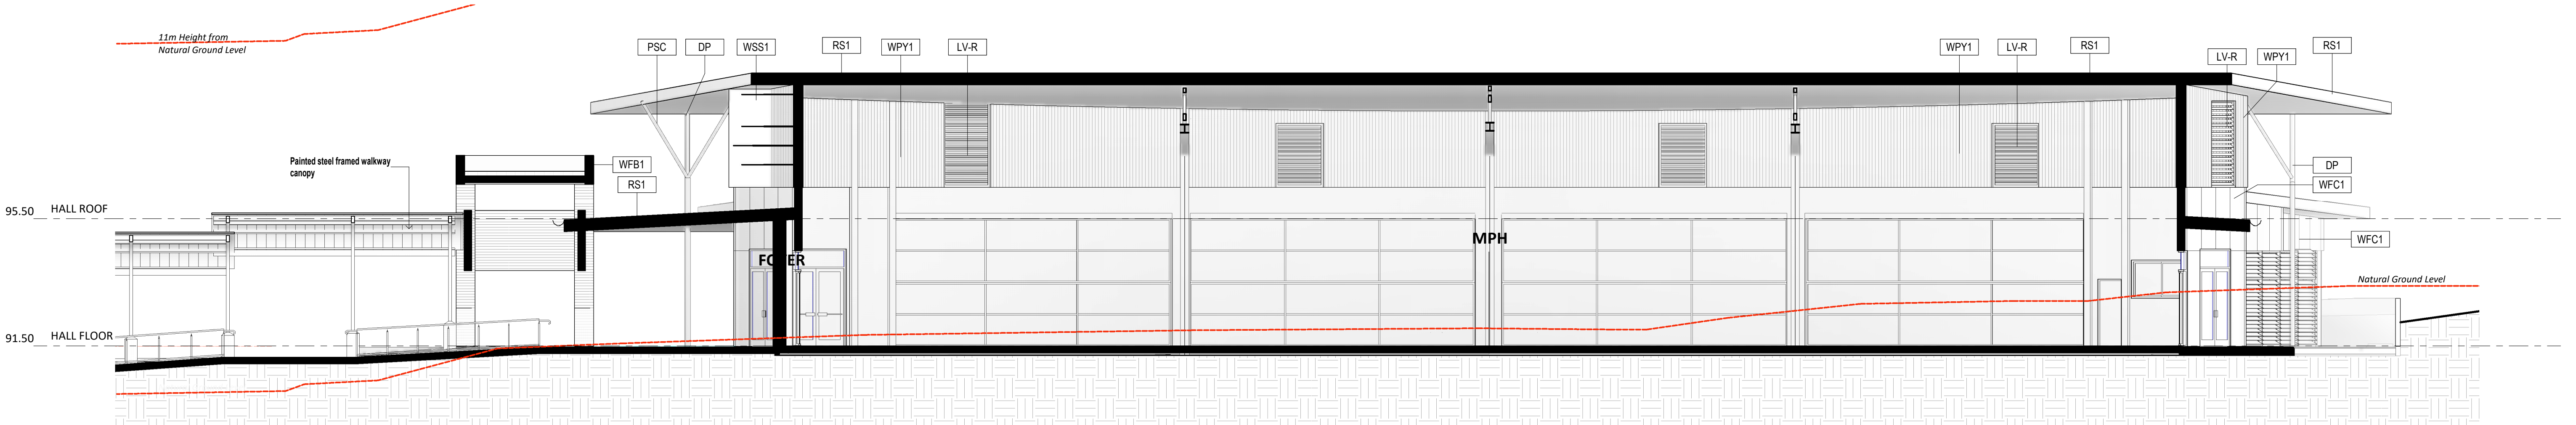 11m Height from
Natural Ground Level
PSC
DP
WSS1
RS1
WPY1
LV-R
WPY1
LV-R
RS1
LV-R
WPY1
RS1
Painted steel framed walkway
canopy
WFB1
RS1
DP
WFC1
95.50 HALL ROOF
MPH
WFC1
FOYER
Natural Ground Level
91.50 HALL FLOOR